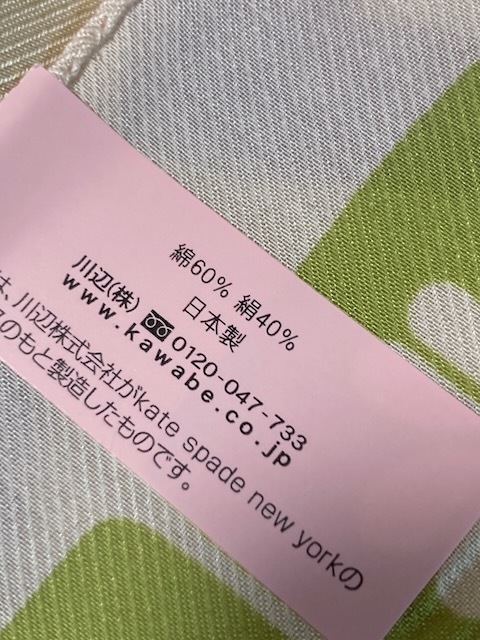 綿60% 絹40%
日本製
川辺(株) 0120-047-733
www.kawabe.co.jp
は、川辺株式会社がkate spade new yorkの
のもと製造したものです。